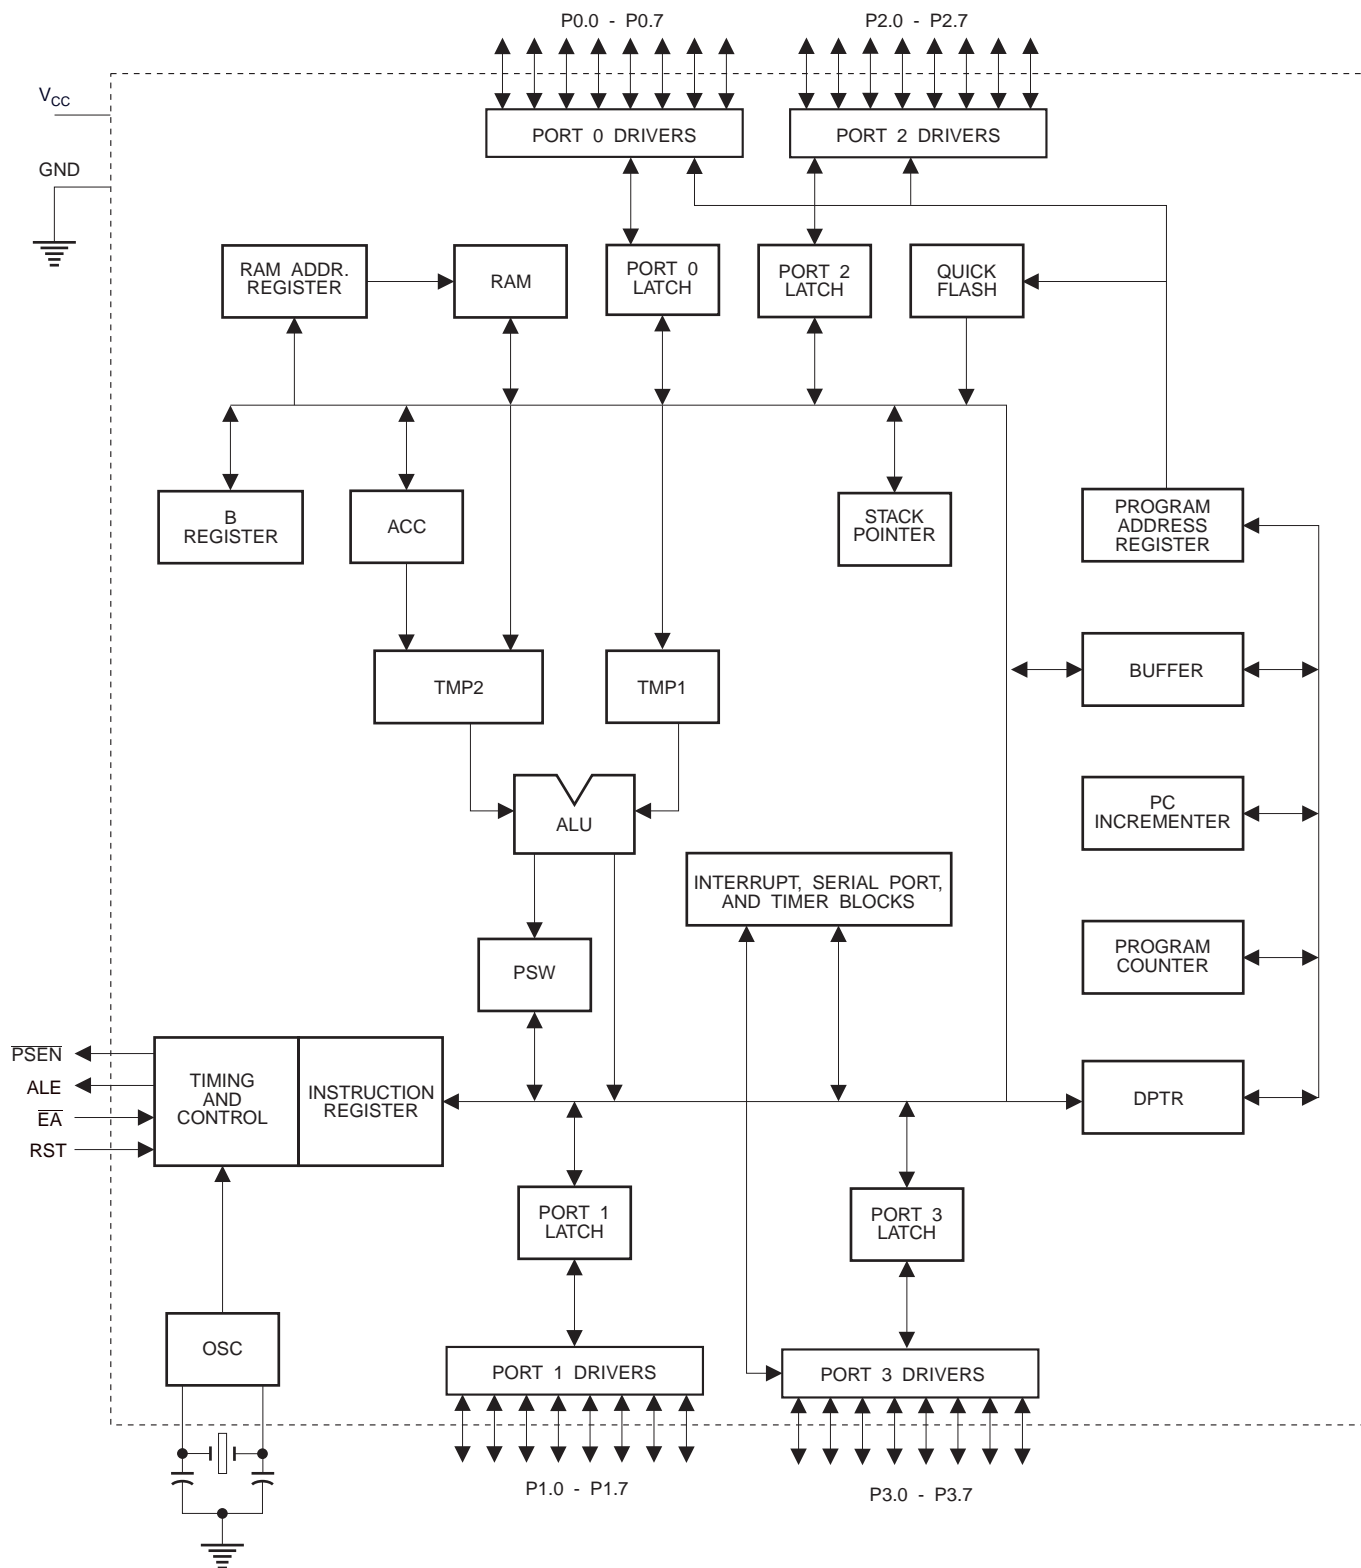 P0.0 - P0.7
P2.0 - P2.7
VCC
GND
PORT 0 DRIVERS
PORT 2 DRIVERS
RAM ADDR.
REGISTER
RAM
PORT 0
LATCH
PORT 2
LATCH
QUICK
FLASH
B
REGISTER
ACC
STACK
POINTER
PROGRAM
ADDRESS
REGISTER
TMP2
TMP1
BUFFER
ALU
PC
INCREMENTER
INTERRUPT, SERIAL PORT,
AND TIMER BLOCKS
PSW
PROGRAM
COUNTER
PSEN
ALE
EA
RST
TIMING
AND
CONTROL
INSTRUCTION
REGISTER
DPTR
PORT 1
LATCH
PORT 3
LATCH
OSC
PORT 1 DRIVERS
PORT 3 DRIVERS
P1.0 - P1.7
P3.0 - P3.7